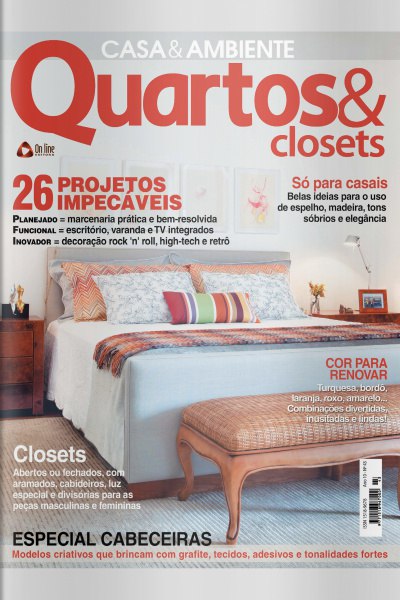 CASA&AMBIENTE
Quartos&
closets
On line
EDITORA
26 PROJETOS
IMPECÁVEIS
PLANEJADO = marcenaria prática e bem-resolvida
FUNCIONAL = escritório, varanda e TV integrados
INOVADOR = decoração rock 'n' roll, high-tech e retrô
Só para casais
Belas ideias para o uso
de espelho, madeira, tons
sóbrios e elegância
COR PARA
RENOVAR
Turquesa, bordô,
laranja, roxo, amarelo...
Combinações divertidas,
inusitadas e lindas!
Closets
Abertos ou fechados, com
aramados, cabideiros, luz
especial e divisórias para as
peças masculinas e femininas
ESPECIAL CABECEIRAS
Modelos criativos que brincam com grafite, tecidos, adesivos e tonalidades fortes